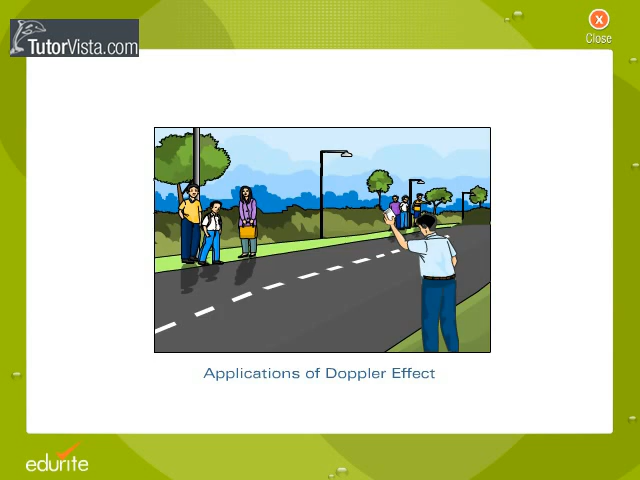 TutorVista.com
X
Close
Applications of Doppler Effect
edurite